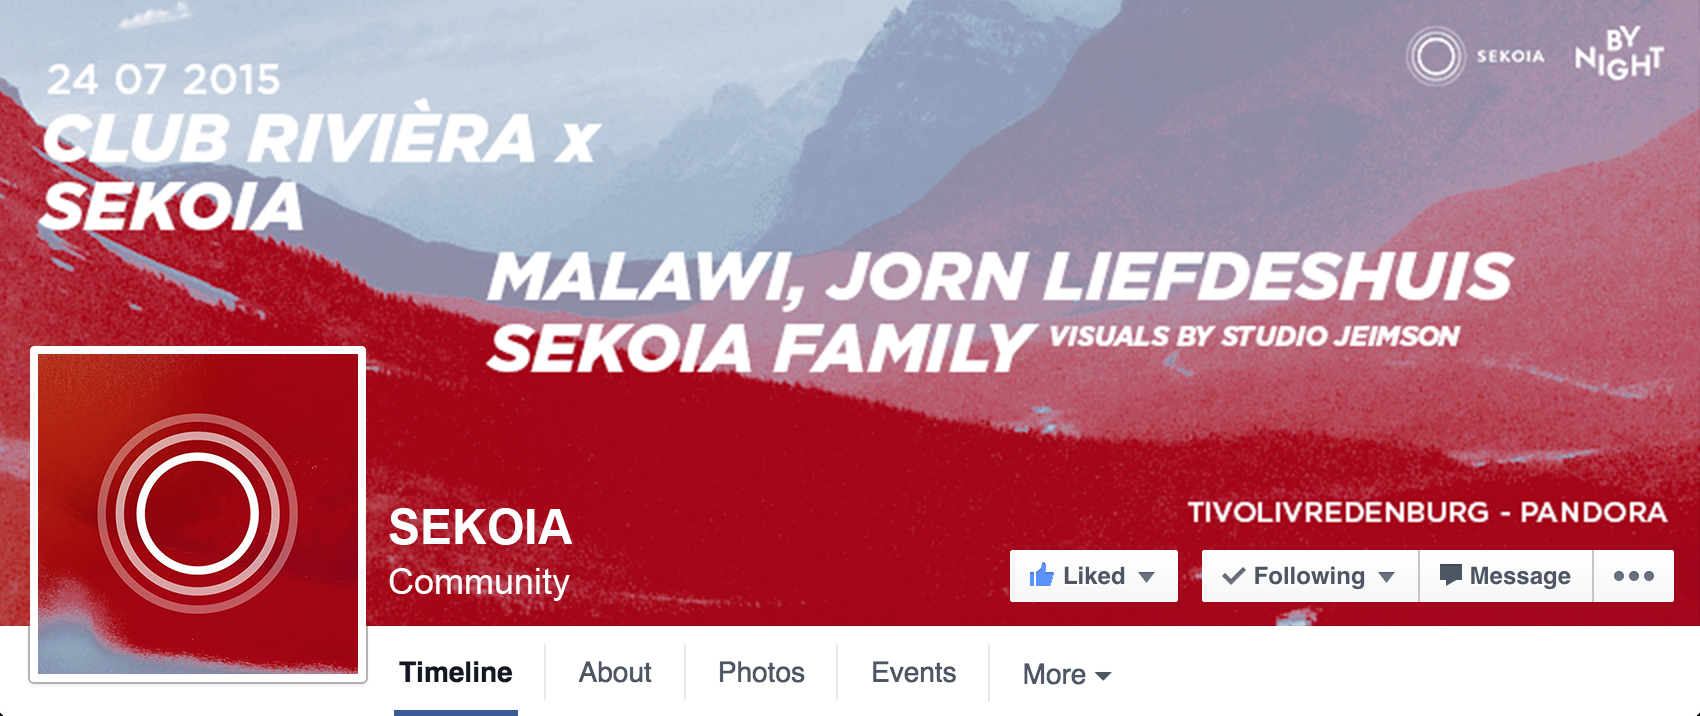 24 07 2015
CLUB RIVIÈRA x
SEKOIA
SEKOIA
BY
NIGHT
MALAWI, JORN LIEFDESHUIS
SEKOIA FAMILY VISUALS BY STUDIO JEIMSON
TIVOLIVREDENBURG - PANDORA
SEKOIA
Community
Liked
Following
Message
Timeline
About
Photos
Events
More